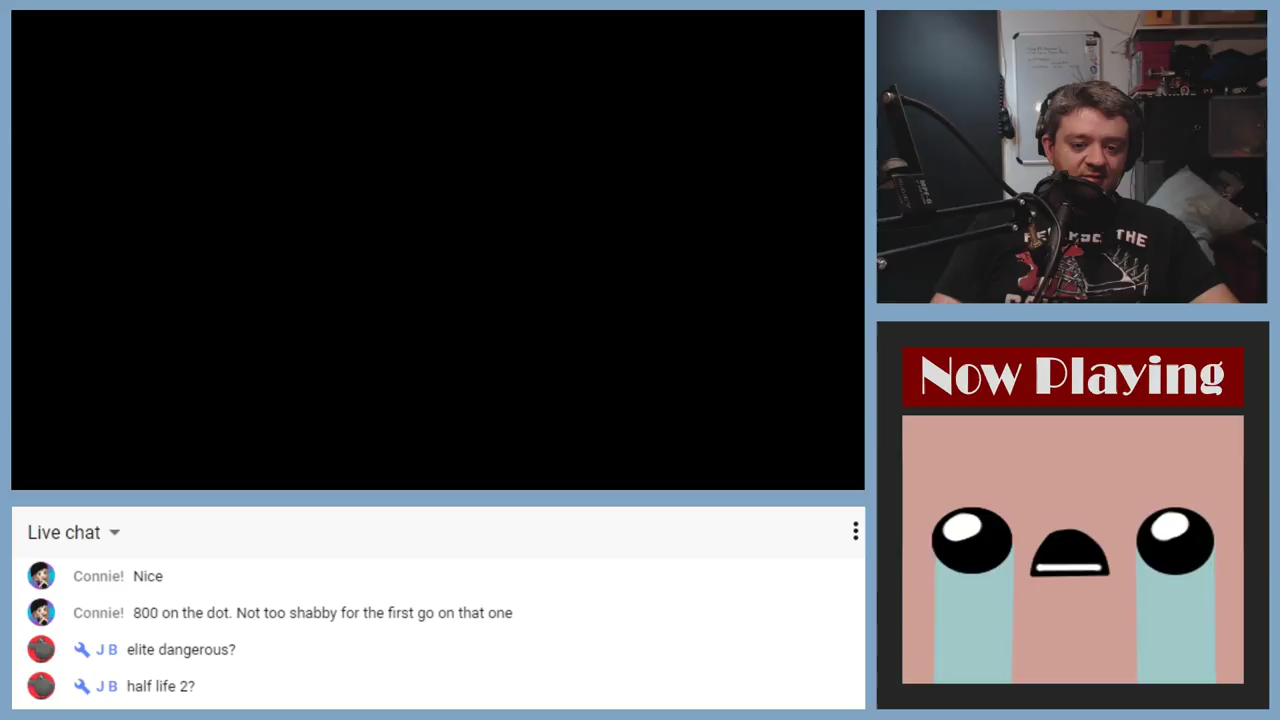 THE
Now Playing
Live chat
Connie! Nice
Connie! 800 on the dot. Not too shabby for the first go on that one
J B elite dangerous?
J B half life 2?